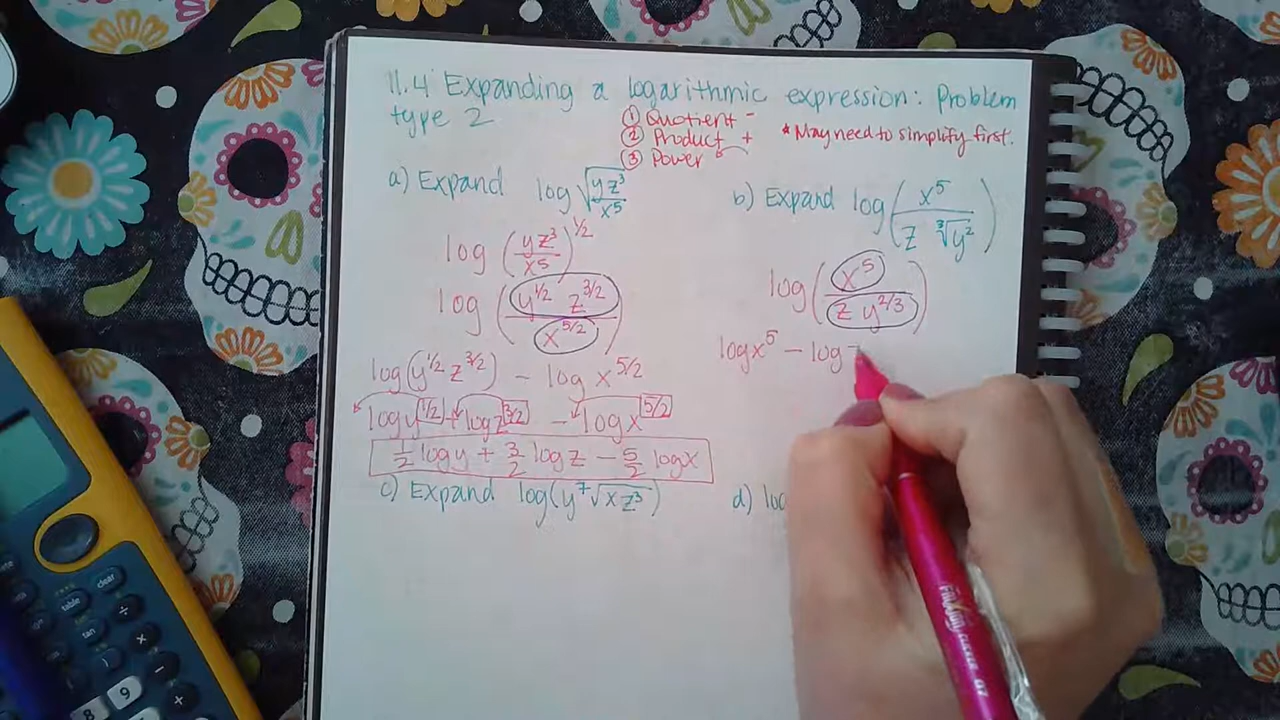 11.4 Expanding a logarithmic expression: Problem
type 2
① Quotient -
② Product +
③ Power
*May need to simplify first.
a) Expand log √(yz³/x⁵)
log (yz³/x⁵)^1/2
log (y^1/2 z^3/2 / x^5/2)
log(y^1/2 z^3/2) - log x^5/2
log y^1/2 + log z^3/2 - log x^5/2
1/2 log y + 3/2 log z - 5/2 log x
b) Expand log (x⁵ / z ∛y²)
log (x⁵ / z y^2/3)
log x⁵ - log
c) Expand log(y⁷ √xz³)
d)
9
8
+